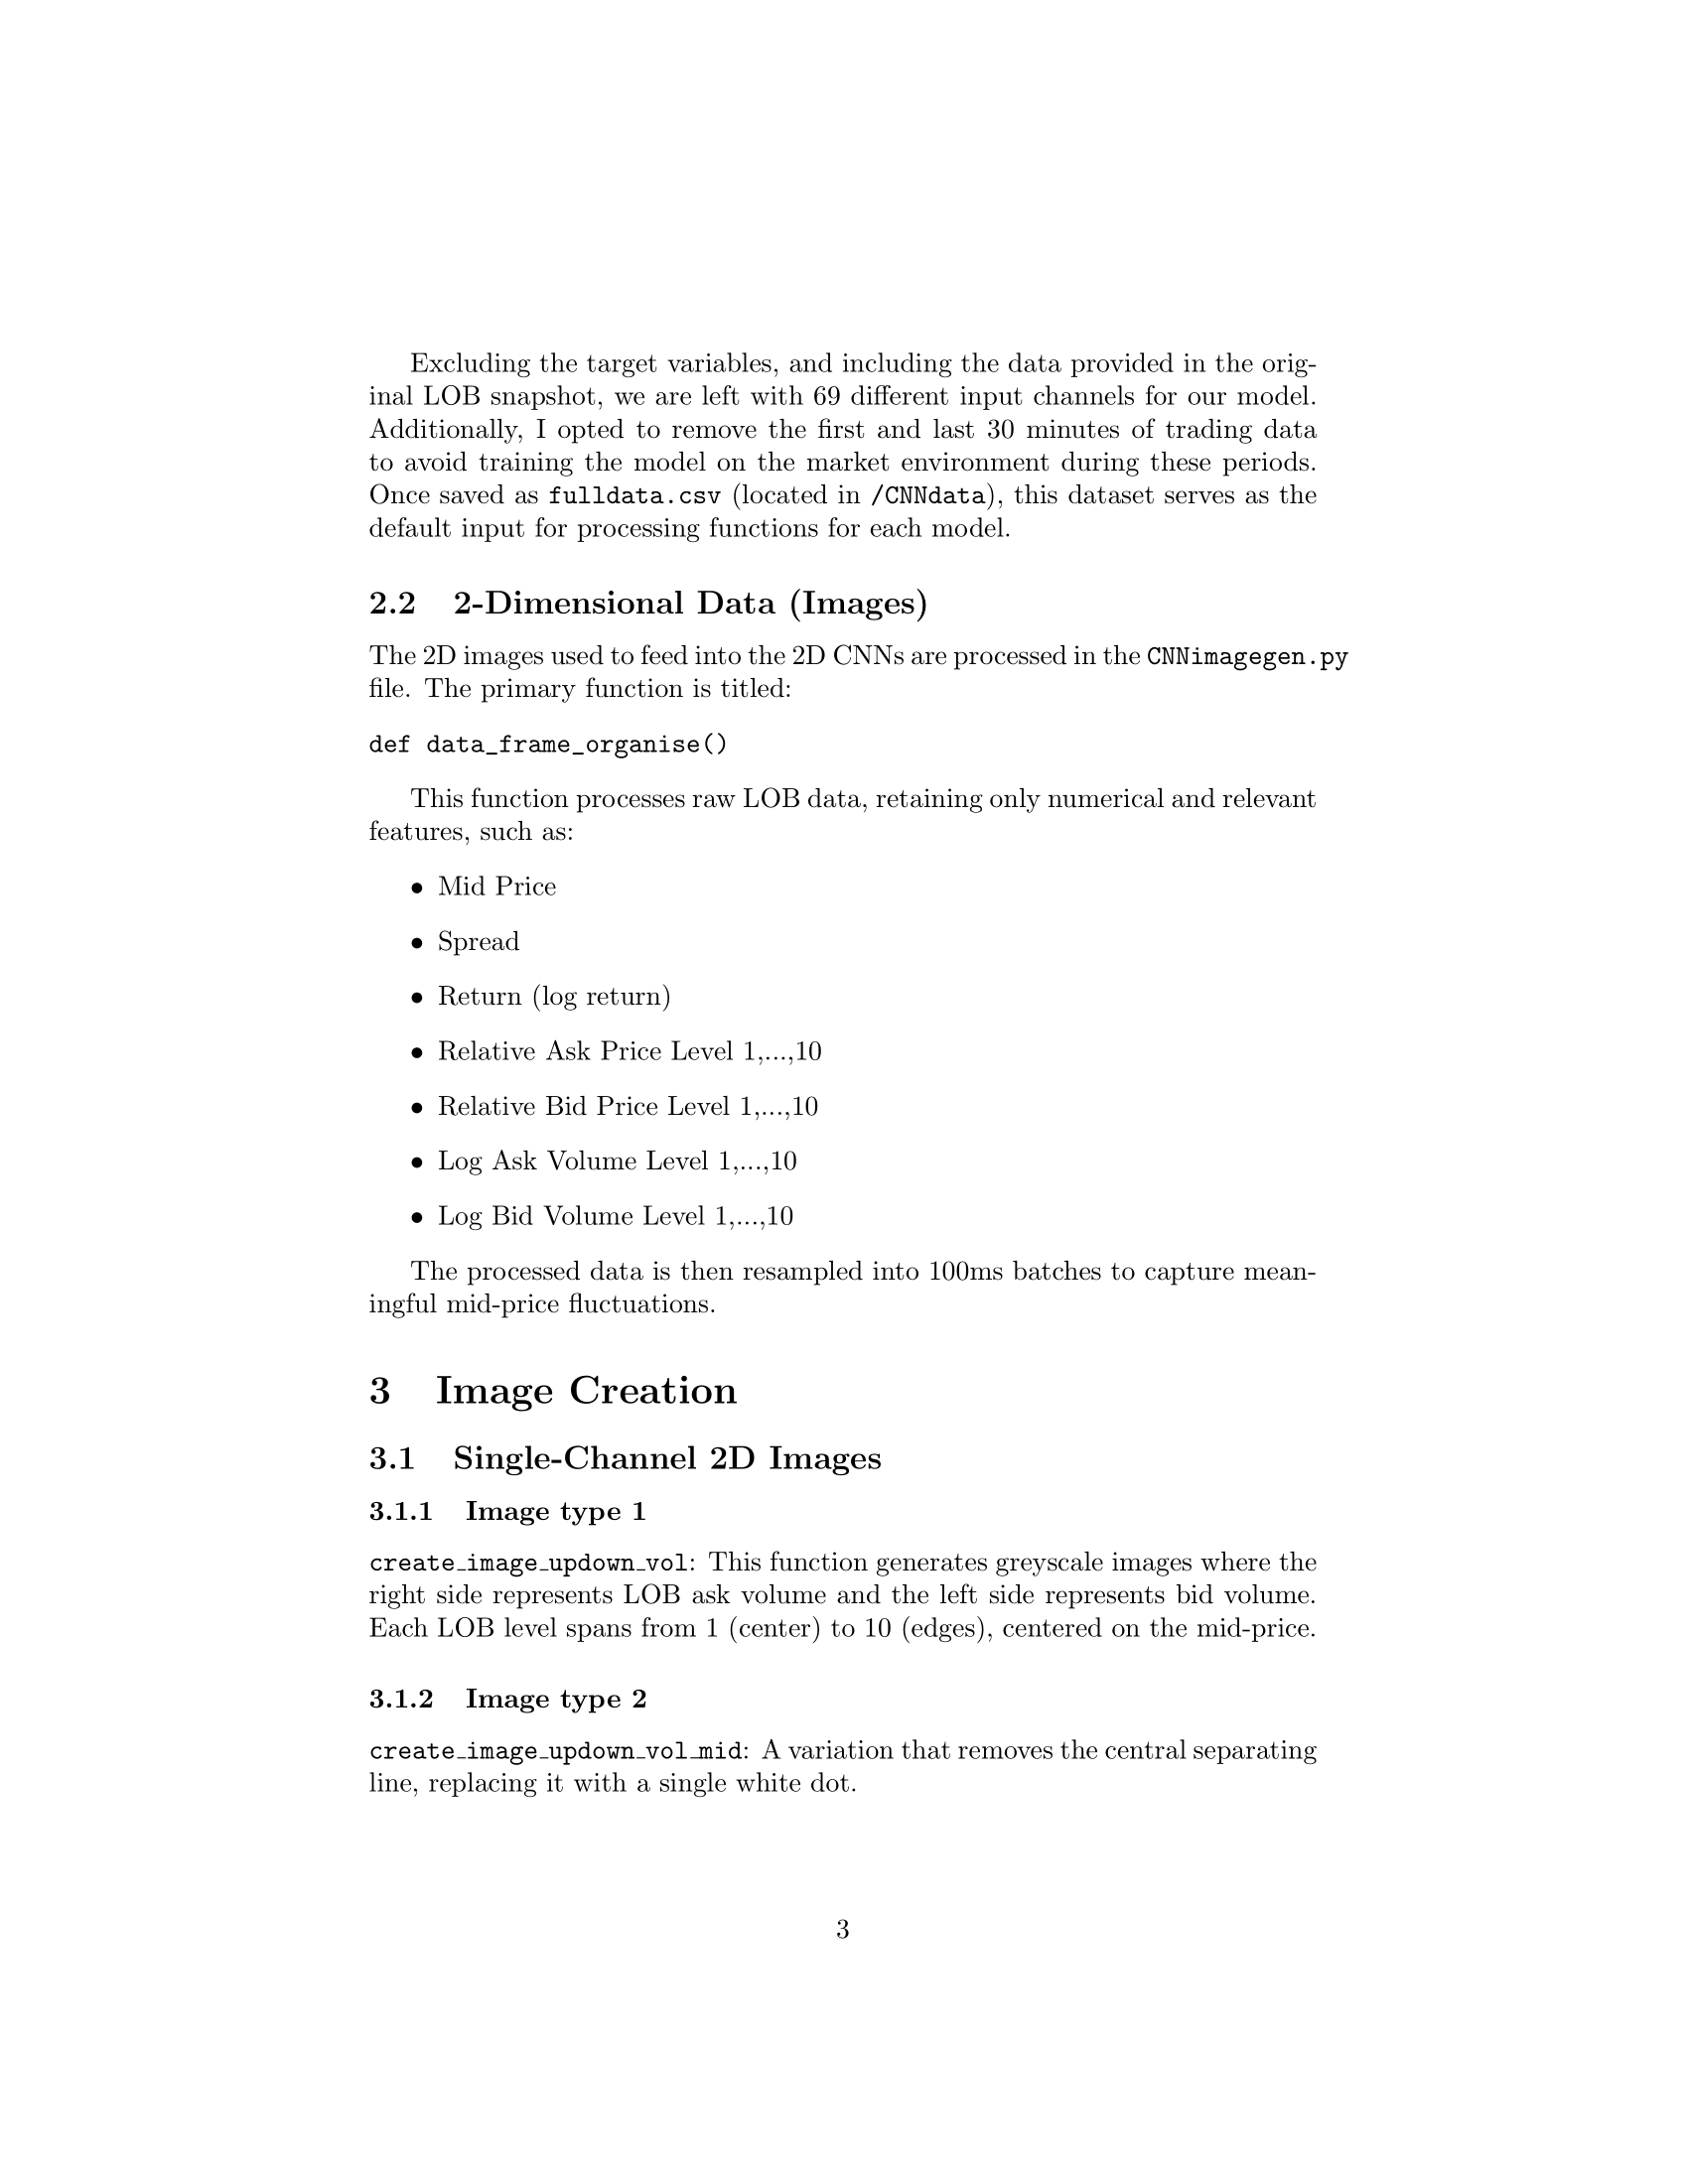 Excluding the target variables, and including the data provided in the orig-
inal LOB snapshot, we are left with 69 different input channels for our model.
Additionally, I opted to remove the first and last 30 minutes of trading data
to avoid training the model on the market environment during these periods.
Once saved as fulldata.csv (located in /CNNdata), this dataset serves as the
default input for processing functions for each model.
2.2 2-Dimensional Data (Images)
The 2D images used to feed into the 2D CNNs are processed in the CNNimagegen.py
file. The primary function is titled:
def data_frame_organise()
This function processes raw LOB data, retaining only numerical and relevant
features, such as:
• Mid Price
• Spread
• Return (log return)
• Relative Ask Price Level 1,...,10
• Relative Bid Price Level 1,...,10
• Log Ask Volume Level 1,...,10
• Log Bid Volume Level 1,...,10
The processed data is then resampled into 100ms batches to capture mean-
ingful mid-price fluctuations.
3 Image Creation
3.1 Single-Channel 2D Images
3.1.1 Image type 1
create_image_updown_vol: This function generates greyscale images where the
right side represents LOB ask volume and the left side represents bid volume.
Each LOB level spans from 1 (center) to 10 (edges), centered on the mid-price.
3.1.2 Image type 2
create_image_updown_vol_mid: A variation that removes the central separating
line, replacing it with a single white dot.
3